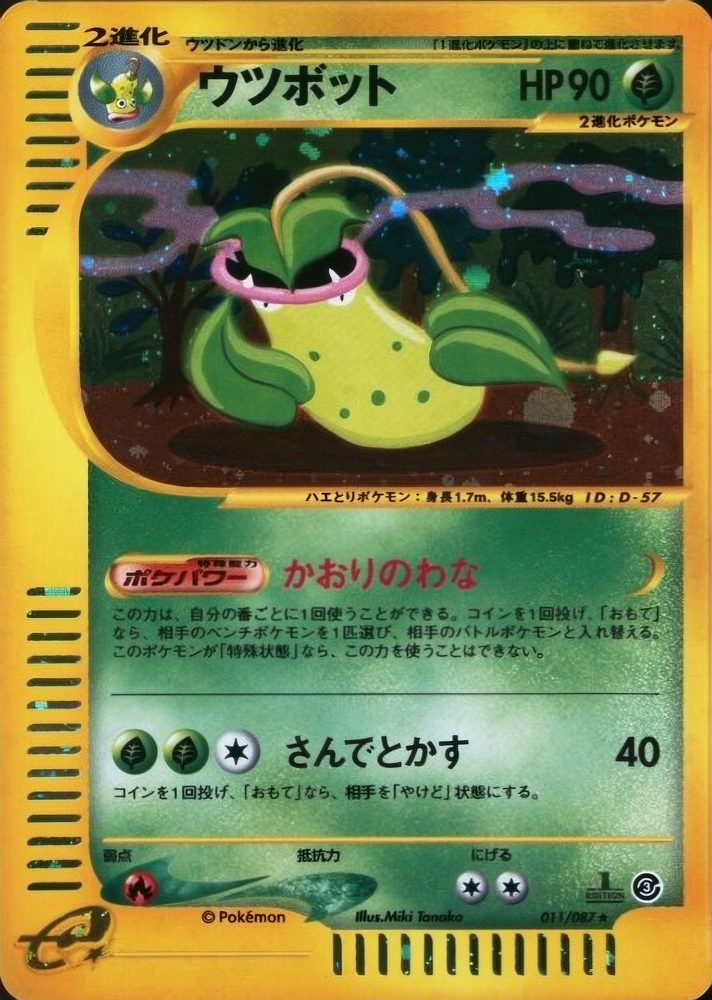 2進化
ウツドンから進化
「1進化ポケモン」の上に重ねて進化させます。
ウツボット
HP90
2進化ポケモン
ハエとりポケモン：身長1.7m、体重15.5kg ID：D-57
特殊能力
ポケパワー
かおりのわな
この力は、自分の番ごとに1回使うことができる。コインを1回投げ、「おもて」
なら、相手のベンチポケモンを1匹選び、相手のバトルポケモンと入れ替える。
このポケモンが「特殊状態」なら、この力を使うことはできない。
さんでとかす
40
コインを1回投げ、「おもて」なら、相手を「やけど」状態にする。
弱点
抵抗力
にげる
1
EDITION
3
© Pokémon
Illus.Miki Tanaka
011/087★
e